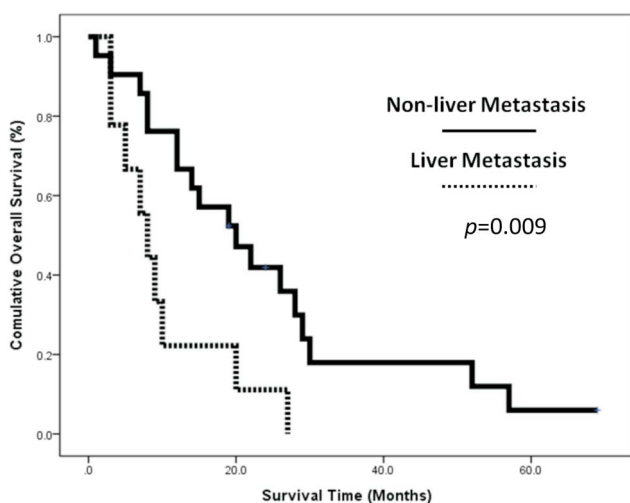 1.0
0.8
0.6
0.4
0.2
0.0
Comulative Overall Survival (%)
Non-liver Metastasis
Liver Metastasis
p=0.009
.0 20.0 40.0 60.0
Survival Time (Months)